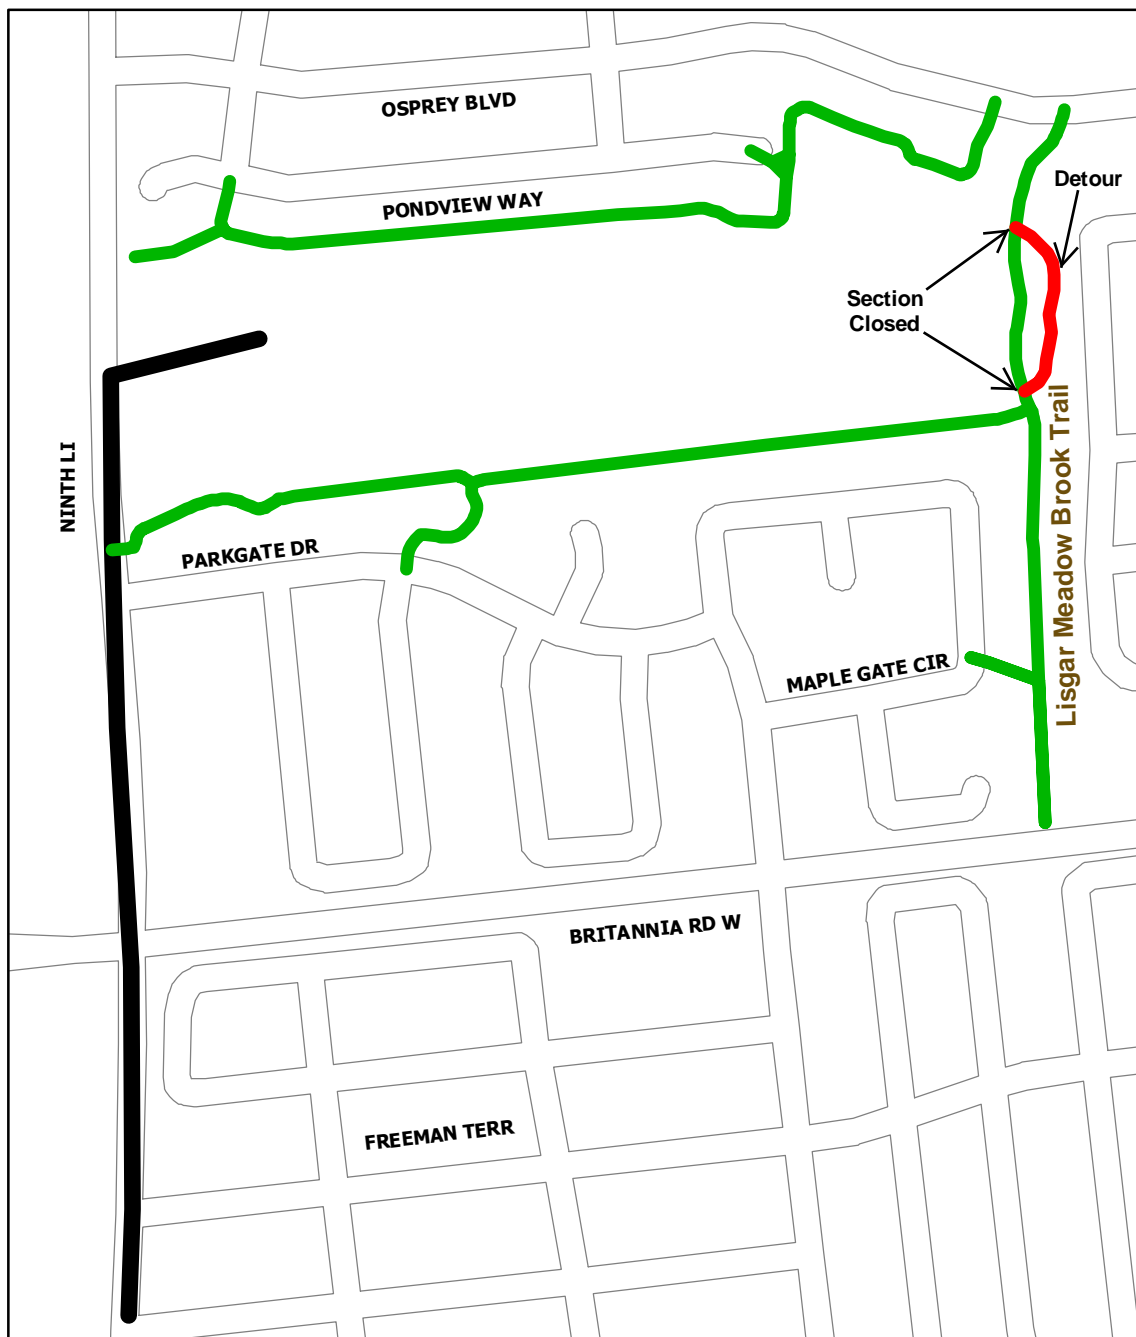 OSPREY BLVD
Detour
PONDVIEW WAY
Section
Closed
NINTH LI
Lisgar Meadow Brook Trail
PARKGATE DR
MAPLE GATE CIR
BRITANNIA RD W
FREEMAN TERR